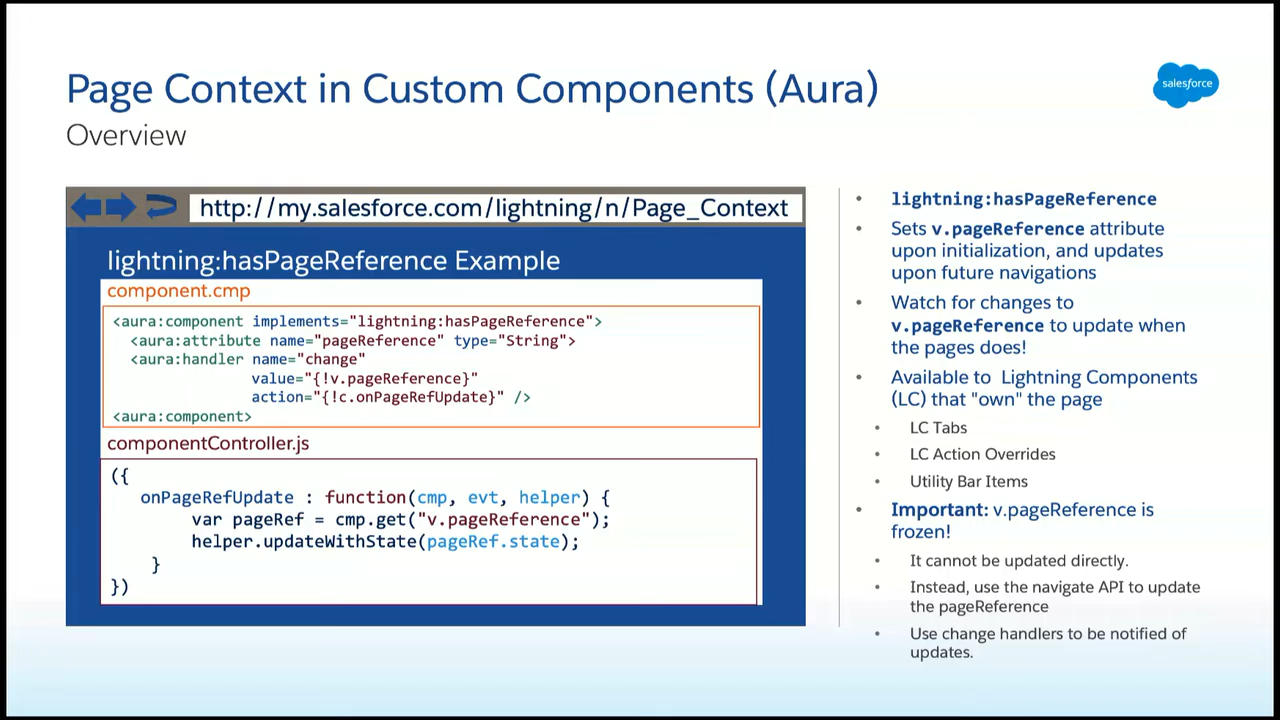 Page Context in Custom Components (Aura)
salesforce
Overview
http://my.salesforce.com/lightning/n/Page_Context
lightning:hasPageReference Example
component.cmp
<aura:component implements="lightning:hasPageReference">
<aura:attribute name="pageReference" type="String">
<aura:handler name="change"
value="{!v.pageReference}"
action="{!c.onPageRefUpdate}" />
<aura:component>
componentController.js
({
onPageRefUpdate : function(cmp, evt, helper) {
var pageRef = cmp.get("v.pageReference");
helper.updateWithState(pageRef.state);
}
})
• lightning:hasPageReference
• Sets v.pageReference attribute
upon initialization, and updates
upon future navigations
• Watch for changes to
v.pageReference to update when
the pages does!
• Available to Lightning Components
(LC) that "own" the page
• LC Tabs
• LC Action Overrides
• Utility Bar Items
• Important: v.pageReference is
frozen!
• It cannot be updated directly.
• Instead, use the navigate API to update
the pageReference
• Use change handlers to be notified of
updates.